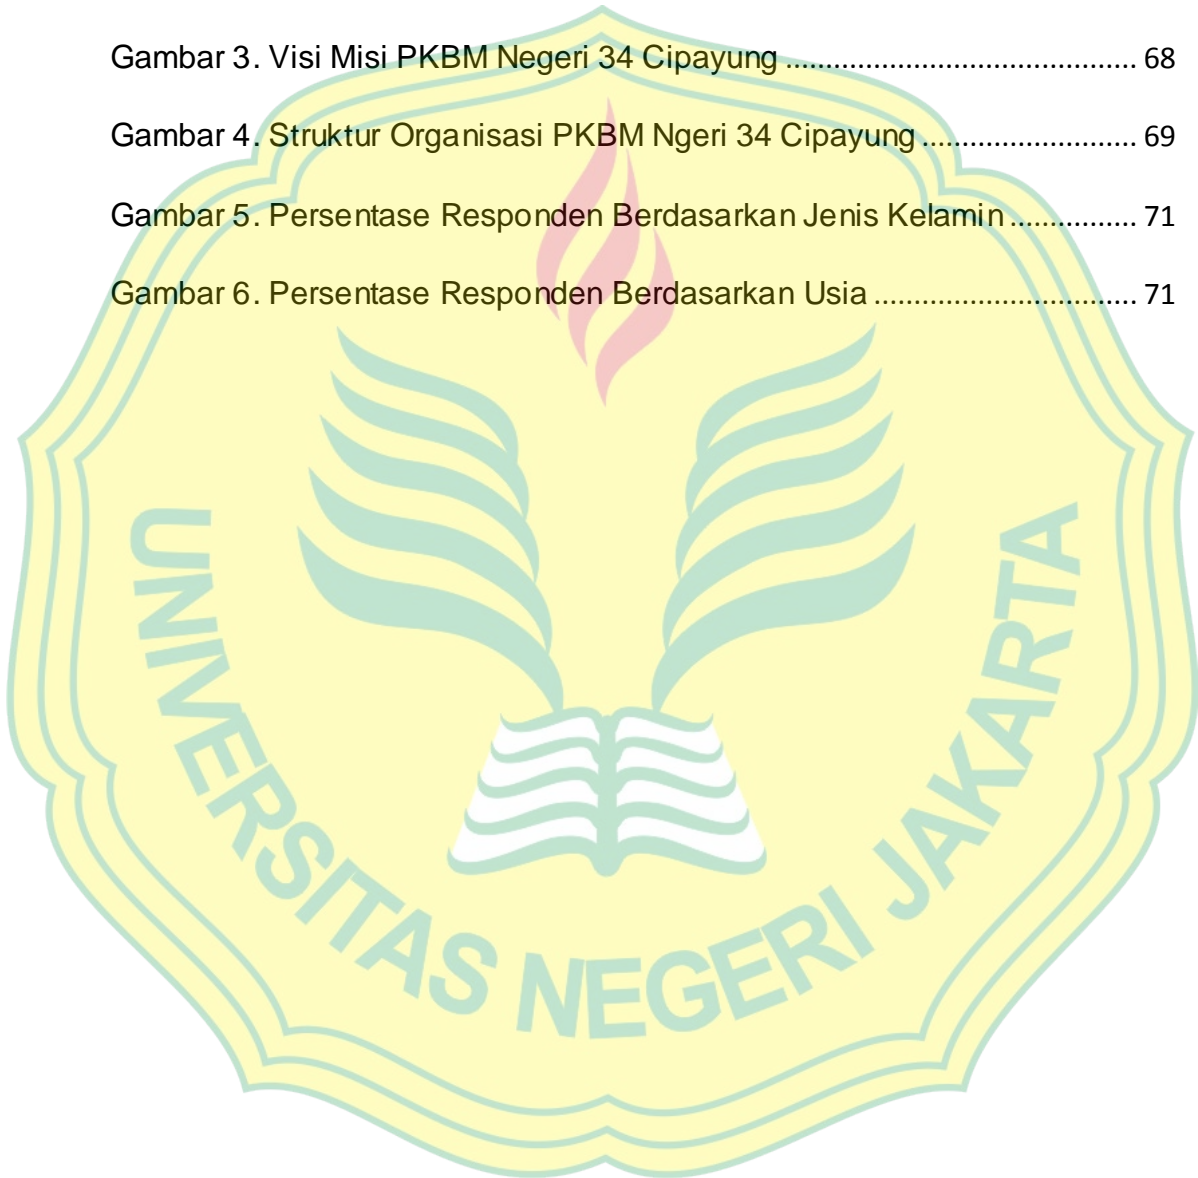 Gambar 3. Visi Misi PKBM Negeri 34 Cipayung ........................................ 68
Gambar 4. Struktur Organisasi PKBM Ngeri 34 Cipayung ......................... 69
Gambar 5. Persentase Responden Berdasarkan Jenis Kelamin ............... 71
Gambar 6. Persentase Responden Berdasarkan Usia .............................. 71
UNIVERSITAS NEGERI JAKARTA